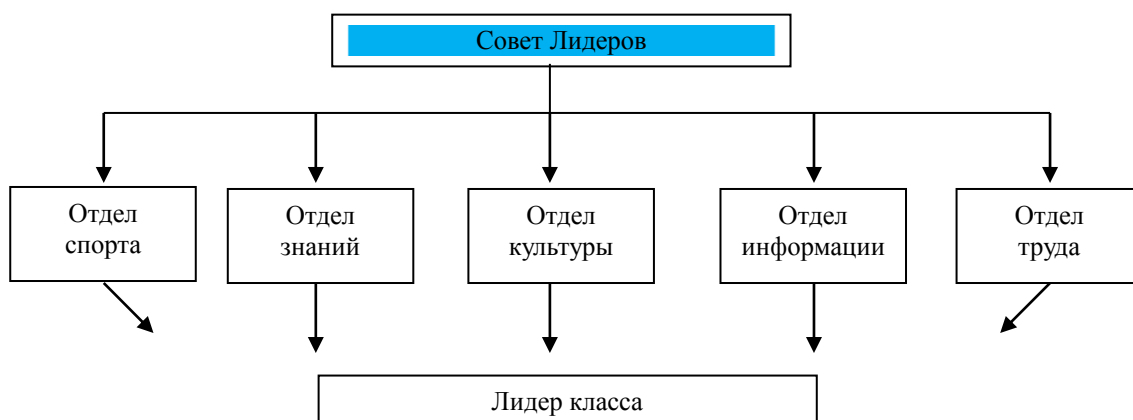 Совет Лидеров
Отдел
спорта
Отдел
знаний
Отдел
культуры
Отдел
информации
Отдел
труда
Лидер класса